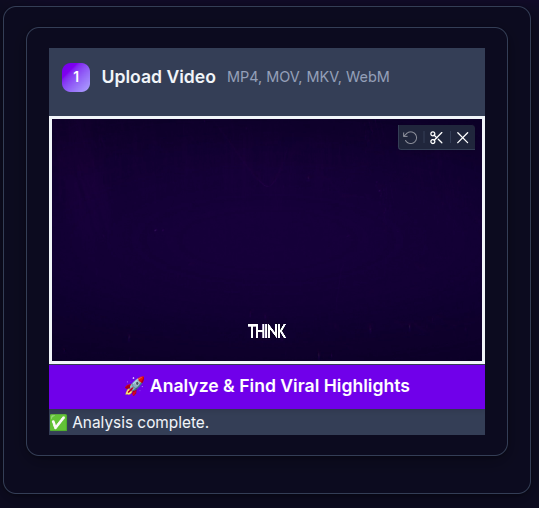 1 Upload Video MP4, MOV, MKV, WebM
THINK
🚀 Analyze & Find Viral Highlights
✅ Analysis complete.